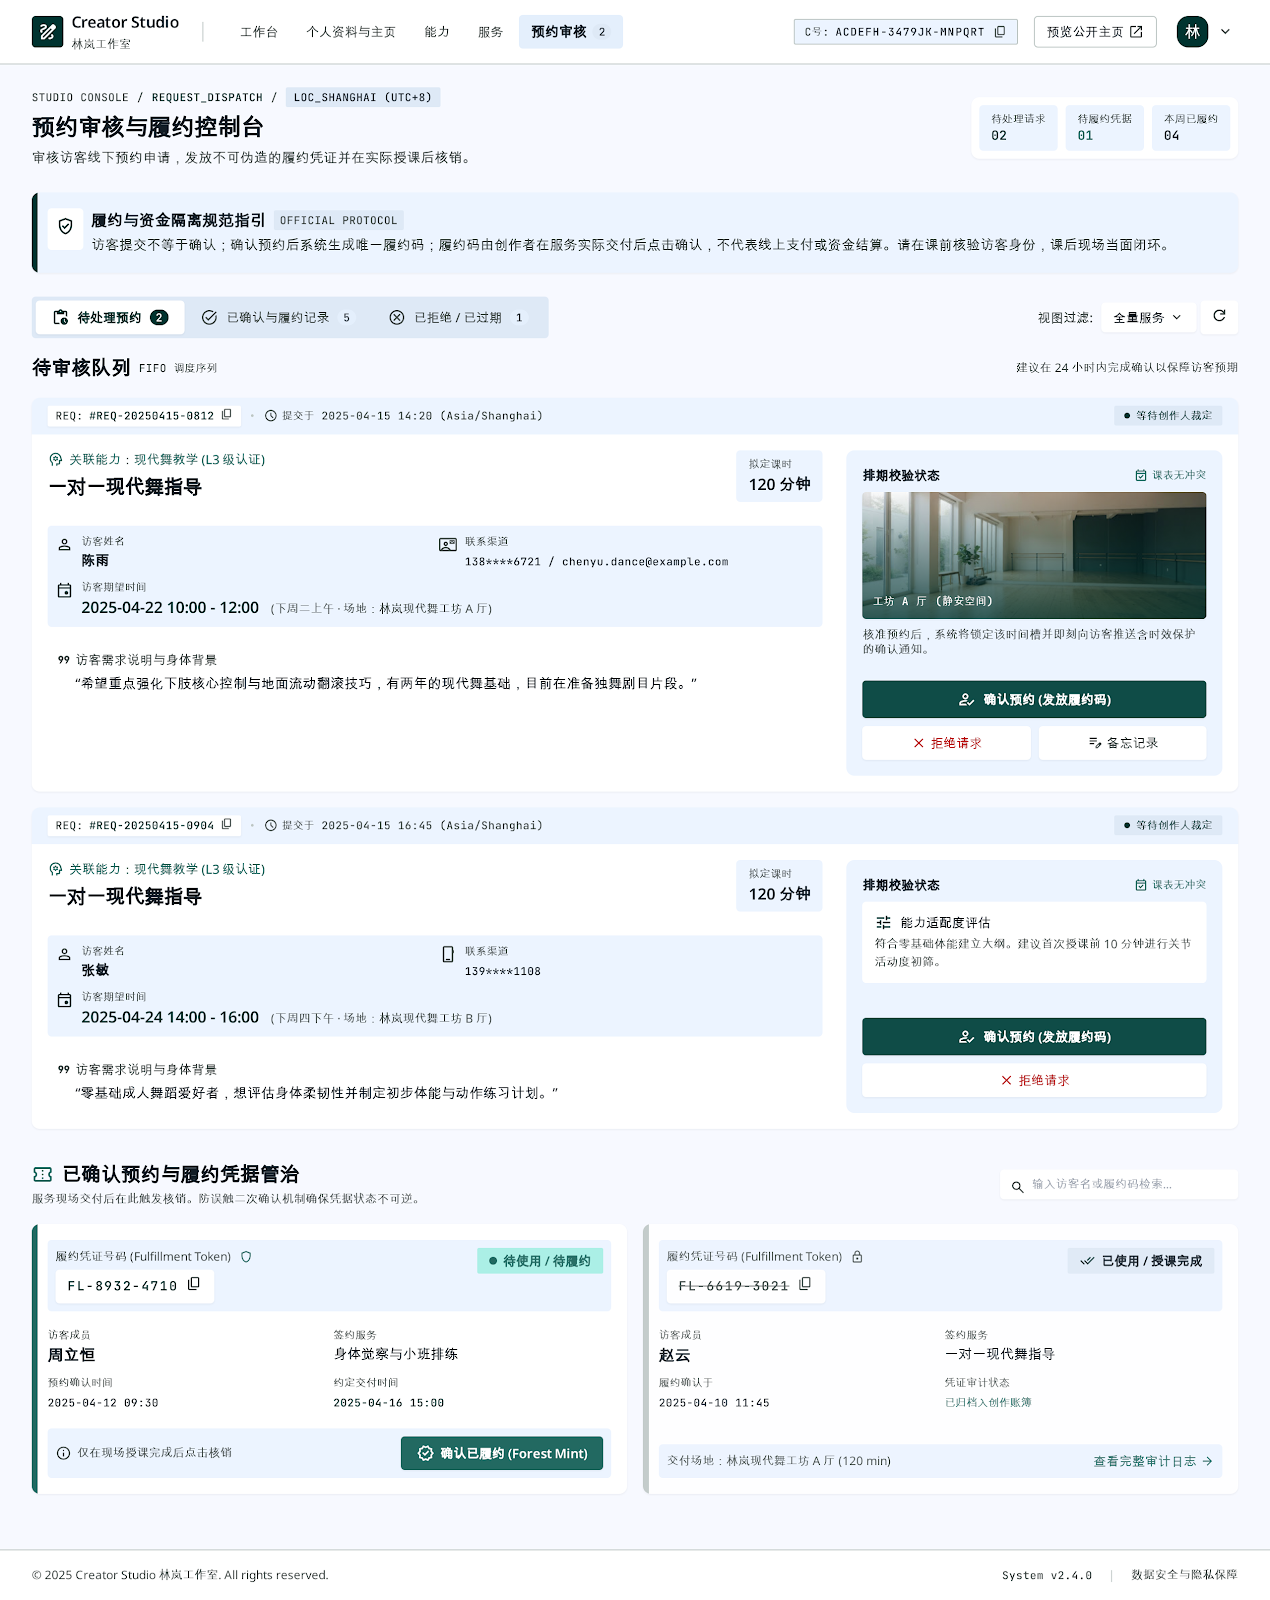 Creator Studio
林岚工作室
工作台 个人资料与主页 能力 服务 预约审核 2
C号: ACDEFH-3479JK-MNPQRT
预览公开主页
林
STUDIO CONSOLE / REQUEST_DISPATCH / LOC_SHANGHAI (UTC+8)
预约审核与履约控制台
审核访客线下预约申请，发放不可伪造的履约凭证并在实际授课后核销。
待处理请求
02
待履约凭据
01
本周已履约
04
履约与资金隔离规范指引 OFFICIAL PROTOCOL
访客提交不等于确认；确认预约后系统生成唯一履约码；履约码由创作者在服务实际交付后点击确认，不代表线上支付或资金结算。请在课前核验访客身份，课后现场当面闭环。
待处理预约 2 已确认与履约记录 5 已拒绝 / 已过期 1
视图过滤: 全量服务
待审核队列 FIFO 调度序列
建议在 24 小时内完成确认以保障访客预期
REQ: #REQ-20250415-0812 • 提交于 2025-04-15 14:20 (Asia/Shanghai)
等待创作人裁定
关联能力：现代舞教学 (L3 级认证)
一对一现代舞指导
拟定课时
120 分钟
访客姓名
陈雨
联系渠道
138****6721 / chenyu.dance@example.com
访客期望时间
2025-04-22 10:00 - 12:00 (下周二上午 · 场地：林岚现代舞工坊 A 厅)
访客需求说明与身体背景
“希望重点强化下肢核心控制与地面流动翻滚技巧，有两年的现代舞基础，目前在准备独舞剧目片段。”
排期校验状态
课表无冲突
工坊 A 厅 (静安空间)
核准预约后，系统将锁定该时间槽并即刻向访客推送含时效保护
的确认通知。
确认预约 (发放履约码)
拒绝请求
备忘记录
REQ: #REQ-20250415-0904 • 提交于 2025-04-15 16:45 (Asia/Shanghai)
等待创作人裁定
关联能力：现代舞教学 (L3 级认证)
一对一现代舞指导
拟定课时
120 分钟
访客姓名
张敏
联系渠道
139****1108
访客期望时间
2025-04-24 14:00 - 16:00 (下周四下午 · 场地：林岚现代舞工坊 B 厅)
访客需求说明与身体背景
“零基础成人舞蹈爱好者，想评估身体柔韧性并制定初步体能与动作练习计划。”
排期校验状态
课表无冲突
能力适配度评估
符合零基础体能建立大纲。建议首次授课前 10 分钟进行关节
活动度初筛。
确认预约 (发放履约码)
拒绝请求
已确认预约与履约凭据管治
服务现场交付后在此触发核销。防误触二次确认机制确保凭据状态不可逆。
输入访客名或履约码检索...
履约凭证号码 (Fulfillment Token)
FL-8932-4710
待使用 / 待履约
访客成员
周立恒
签约服务
身体觉察与小班排练
预约确认时间
2025-04-12 09:30
约定交付时间
2025-04-16 15:00
仅在现场授课完成后点击核销
确认已履约 (Forest Mint)
履约凭证号码 (Fulfillment Token)
FL-6619-3021
已使用 / 授课完成
访客成员
赵云
签约服务
一对一现代舞指导
履约确认于
2025-04-10 11:45
凭证审计状态
已归档入创作账簿
交付场地：林岚现代舞工坊 A 厅 (120 min)
查看完整审计日志
© 2025 Creator Studio 林岚工作室. All rights reserved.
System v2.4.0
数据安全与隐私保障